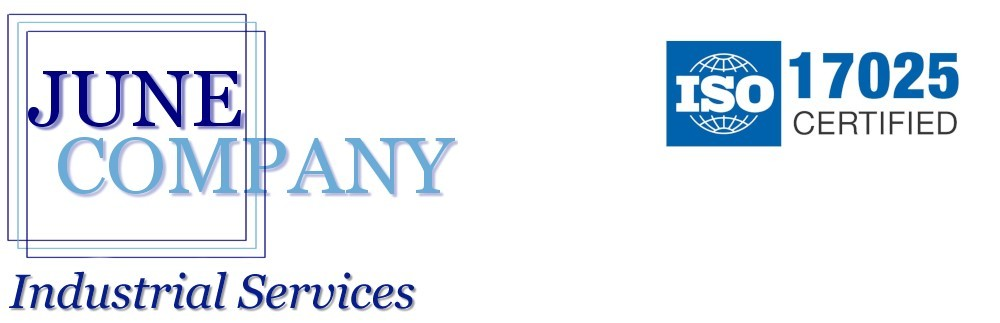 JUNE
COMPANY
Industrial Services
ISO
17025
CERTIFIED